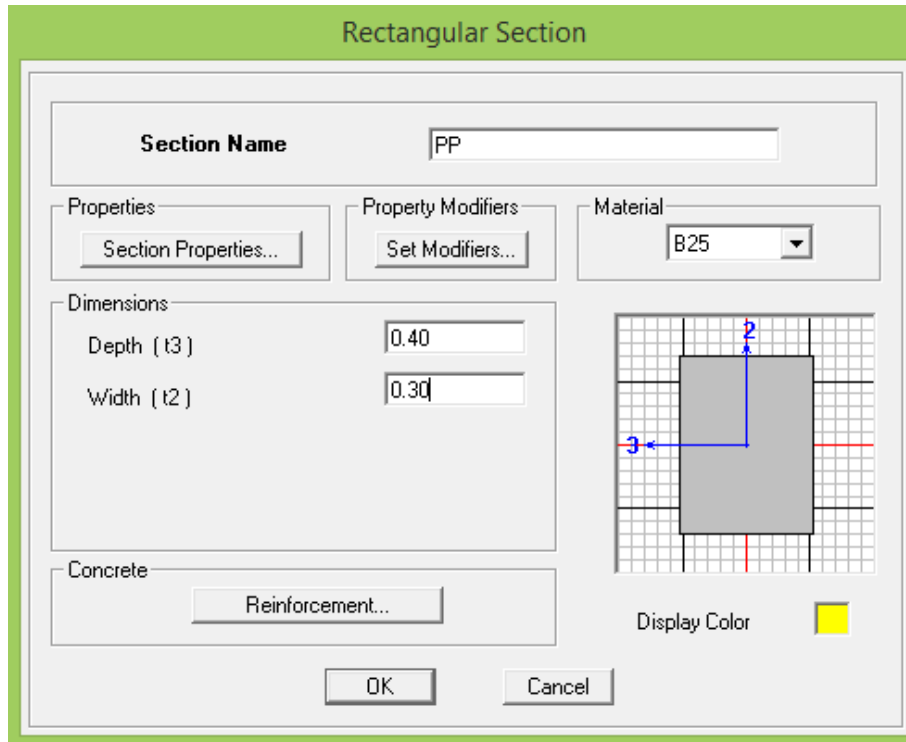 Rectangular Section
Section Name PP
Properties
Section Properties...
Property Modifiers
Set Modifiers...
Material
B25
Dimensions
Depth ( t3 ) 0.40
Width ( t2 ) 0.30
2
3
Concrete
Reinforcement...
Display Color
OK
Cancel